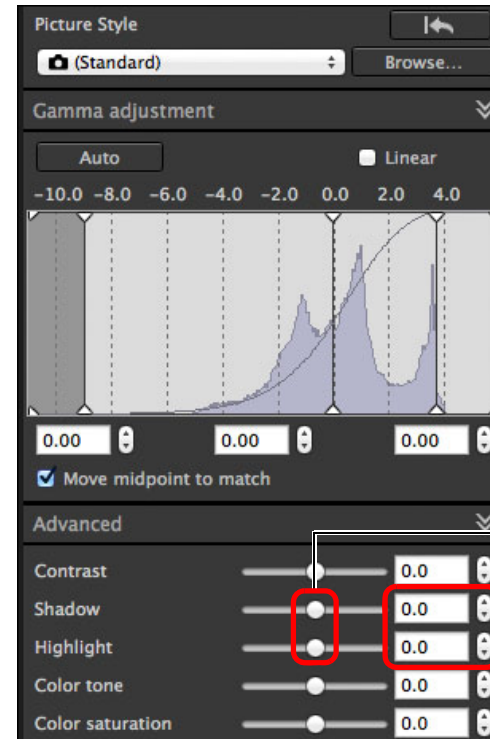 Picture Style
(Standard) Browse...
Gamma adjustment
Auto Linear
-10.0 -8.0 -6.0 -4.0 -2.0 0.0 2.0 4.0
0.00 0.00 0.00
Move midpoint to match
Advanced
Contrast 0.0
Shadow 0.0
Highlight 0.0
Color tone 0.0
Color saturation 0.0